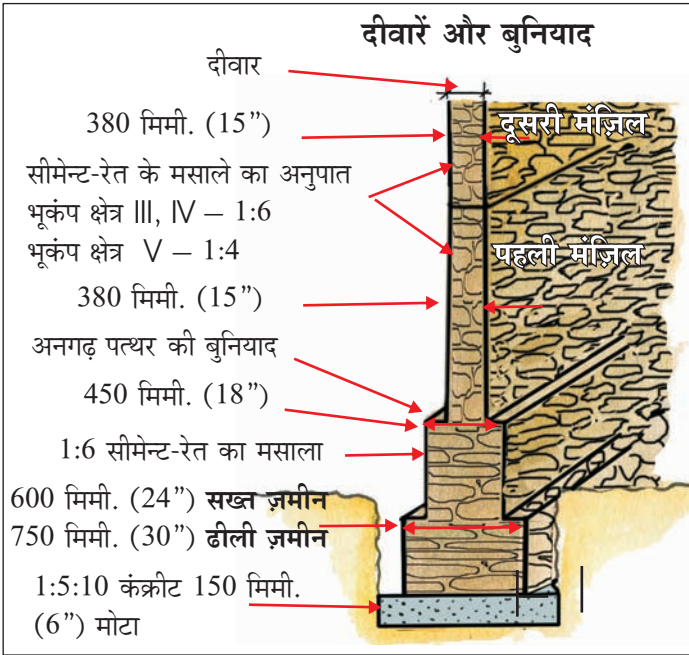 दीवारें और बुनियाद
दीवार
380 मिमी. (15”)
दूसरी मंज़िल
सीमेन्ट-रेत के मसाले का अनुपात
भूकंप क्षेत्र III, IV – 1:6
भूकंप क्षेत्र V – 1:4
पहली मंज़िल
380 मिमी. (15”)
अनगढ़ पत्थर की बुनियाद
450 मिमी. (18”)
1:6 सीमेन्ट-रेत का मसाला
600 मिमी. (24”) सख्त ज़मीन
750 मिमी. (30”) ढीली ज़मीन
1:5:10 कंक्रीट 150 मिमी.
(6”) मोटा